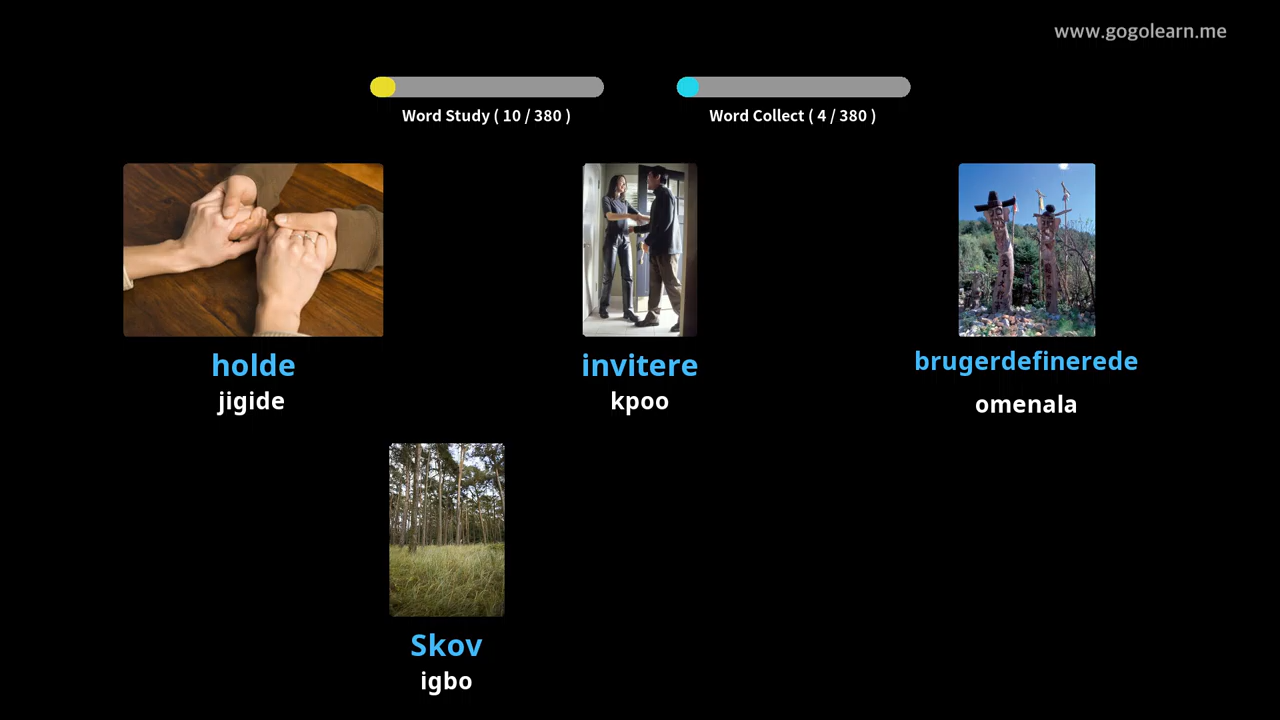 www.gogolearn.me
Word Study ( 10 / 380 )
Word Collect ( 4 / 380 )
holde
jigide
invitere
kpoo
brugerdefinerede
omenala
Skov
igbo